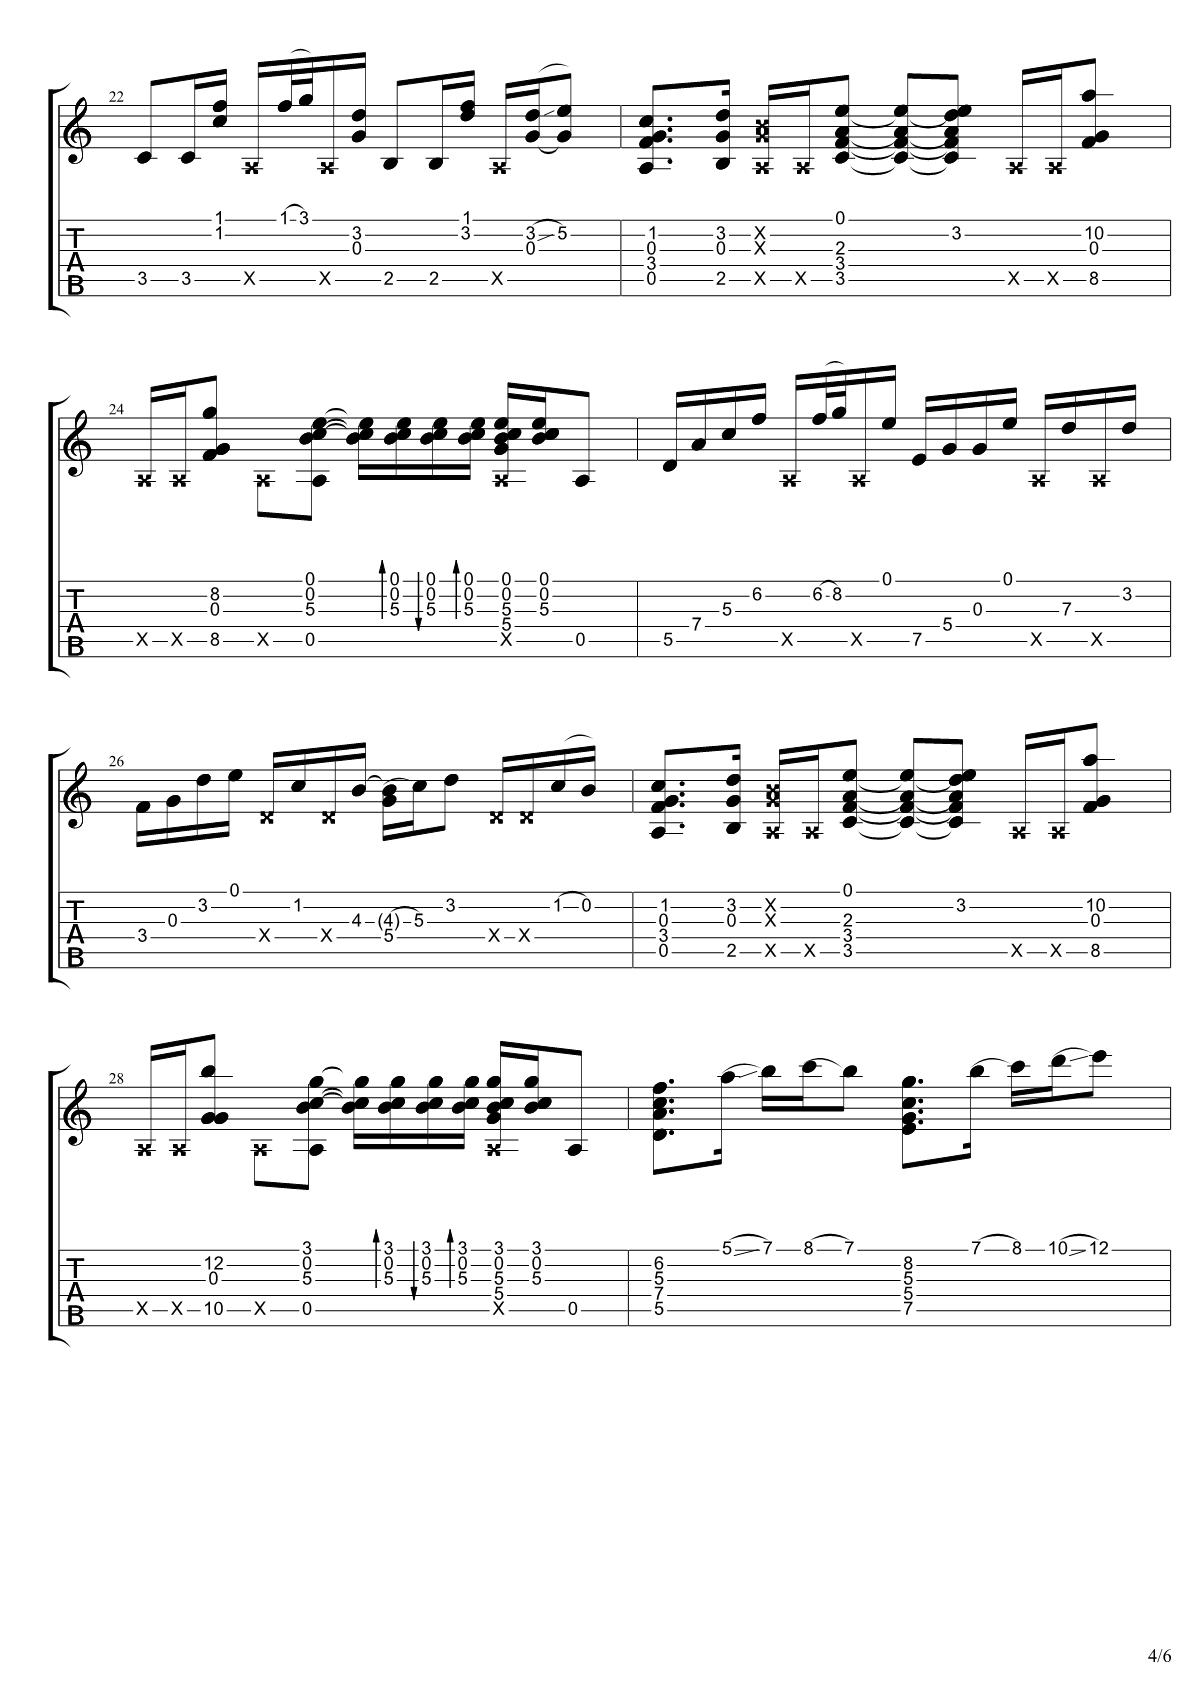 22
1 1 3 1 0
1 3 3 3 5 1 3 X 3 10
0 0 0 0 X 2 0
T
A 3 3
B 3 3 X X 2 2 X 0 2 X X 3 X X 8
24
0 0 0 0 0 0 0 0
T 8 0 0 0 0 0 0 6 6 8 3
0 5 5 5 5 5 5 5 0 7
A 5 7 5
B X X 8 X 0 X 0 5 X X 7 X X
26
0 0
T 3 1 3 1 0 1 3 X 3 10
0 4 (4) 5 0 0 X 2 0
A 3 X X 5 X X 3 3
B 0 2 X X 3 X X 8
28
3 3 3 3 3 3 5 7 8 7 7 8 10 12
T 12 0 0 0 0 0 0 6 8
0 5 5 5 5 5 5 5 5
A 5 7 5
B X X 10 X 0 X 0 5 7
4/6